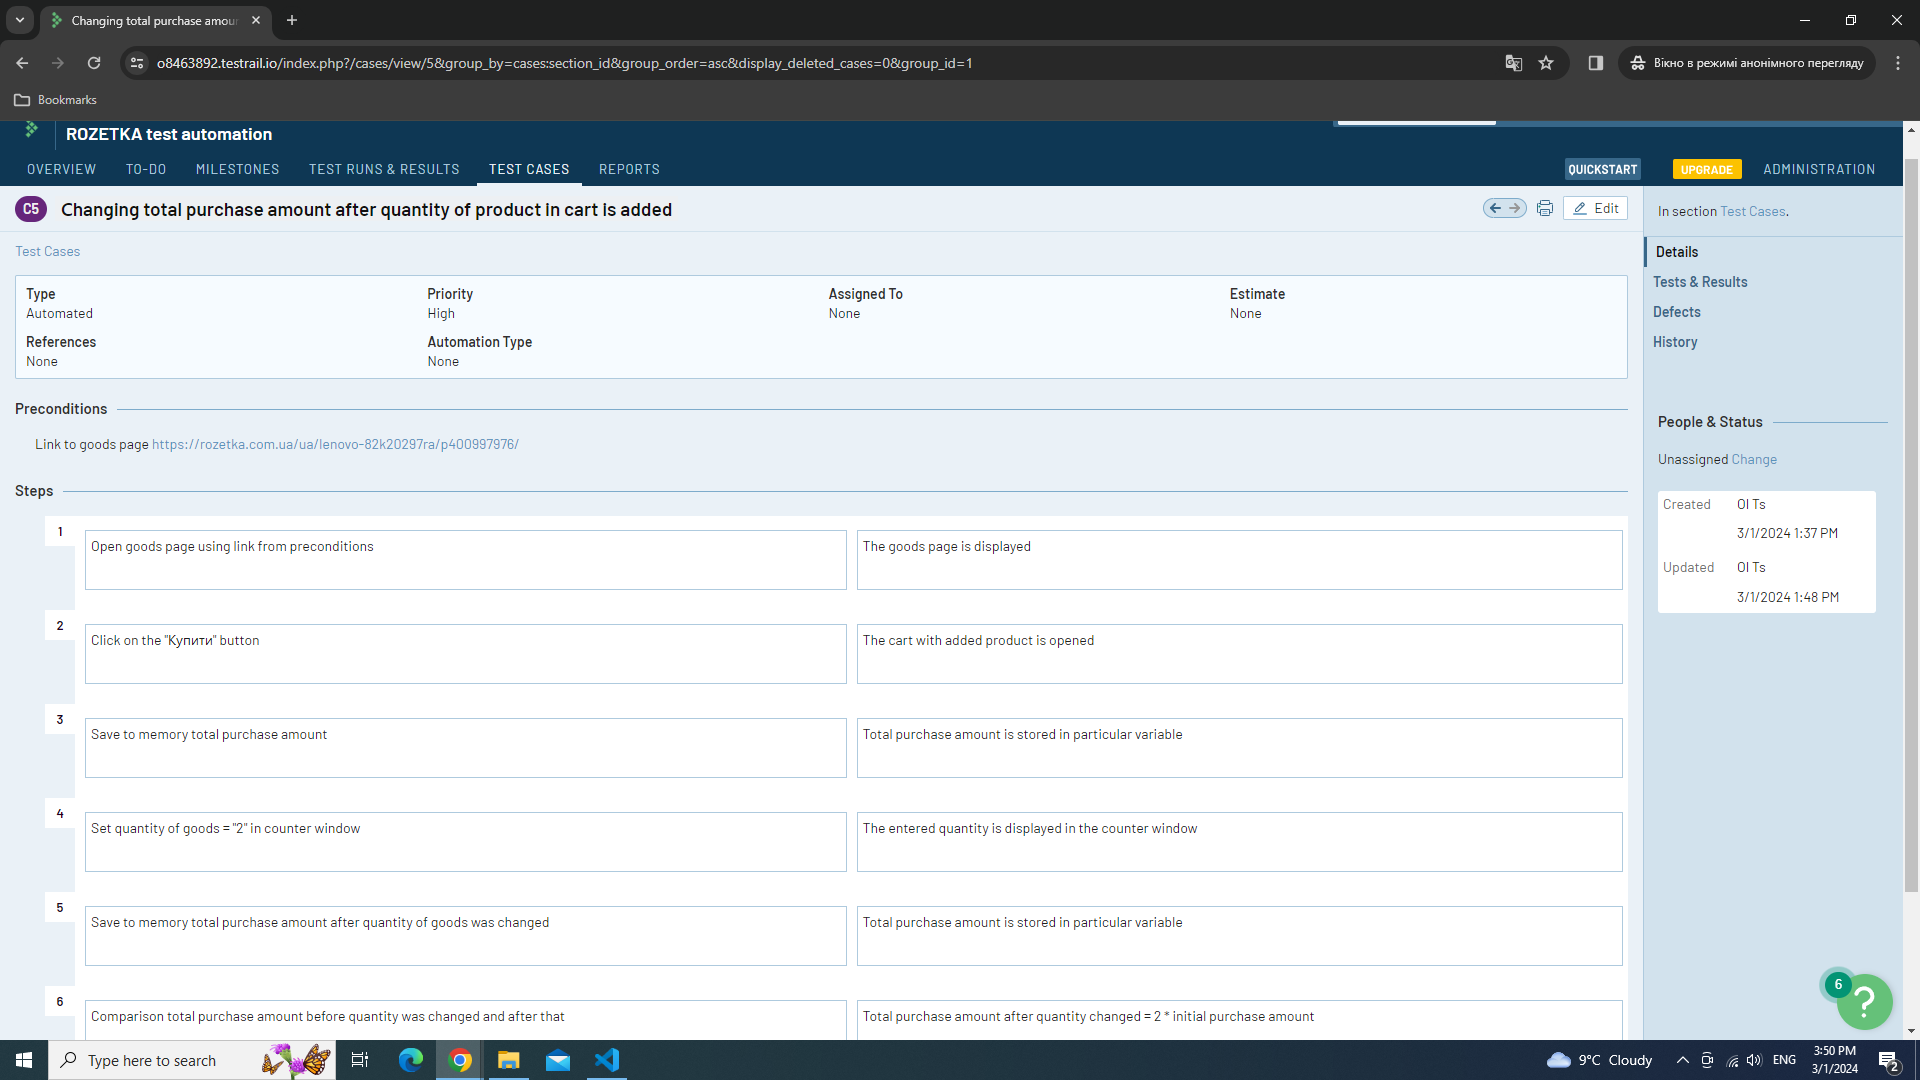 Changing total purchase amou
o8463892.testrail.io/index.php?/cases/view/5&group_by=cases:section_id&group_order=asc&display_deleted_cases=0&group_id=1
Вікно в режимі анонімного перегляду
Bookmarks
ROZETKA test automation
OVERVIEW TO-DO MILESTONES TEST RUNS & RESULTS TEST CASES REPORTS QUICKSTART UPGRADE ADMINISTRATION
C5 Changing total purchase amount after quantity of product in cart is added Edit
In section Test Cases.
Test Cases
Details
Tests & Results
Defects
History
Type Priority Assigned To Estimate
Automated High None None
References Automation Type
None None
Preconditions
Link to goods page https://rozetka.com.ua/ua/lenovo-82k20297ra/p400997976/
People & Status
Unassigned Change
Created Ol Ts
3/1/2024 1:37 PM
Updated Ol Ts
3/1/2024 1:48 PM
Steps
1 Open goods page using link from preconditions The goods page is displayed
2 Click on the "Купити" button The cart with added product is opened
3 Save to memory total purchase amount Total purchase amount is stored in particular variable
4 Set quantity of goods = "2" in counter window The entered quantity is displayed in the counter window
5 Save to memory total purchase amount after quantity of goods was changed Total purchase amount is stored in particular variable
6 Comparison total purchase amount before quantity was changed and after that Total purchase amount after quantity changed = 2 * initial purchase amount
6 ?
Type here to search
9°C Cloudy ENG
3:50 PM
3/1/2024
2